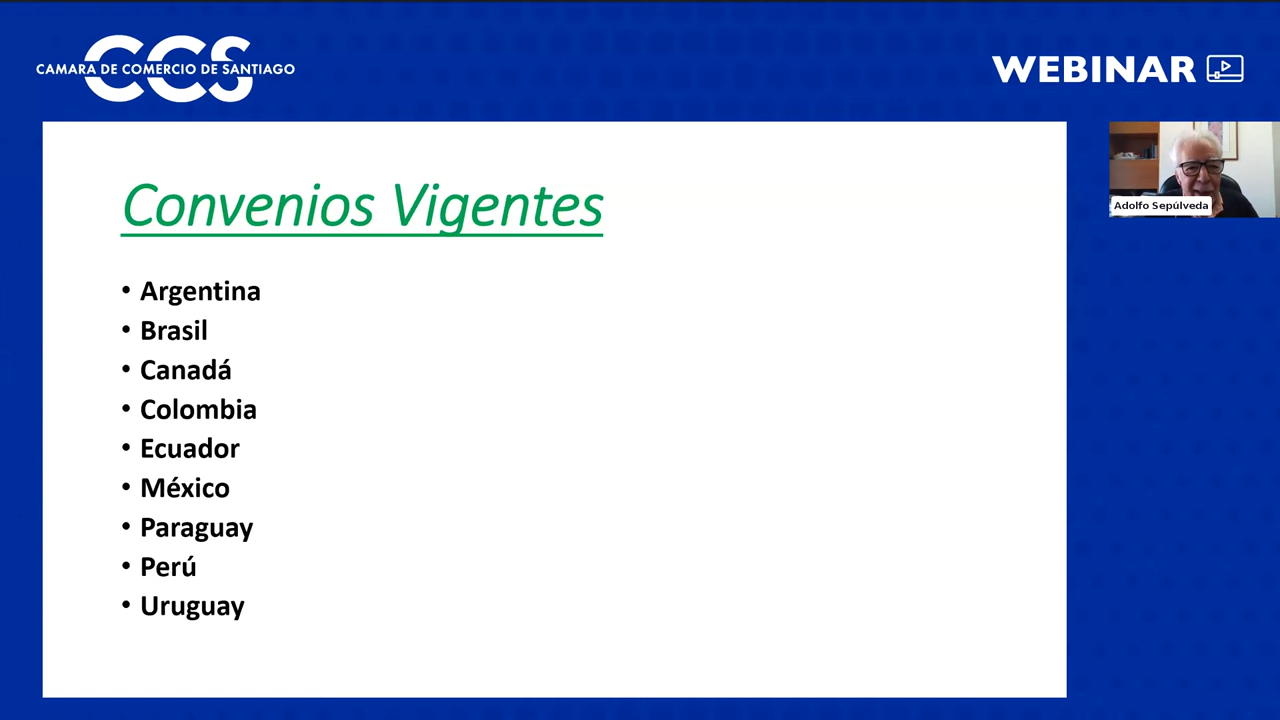 CCS
CAMARA DE COMERCIO DE SANTIAGO
WEBINAR
Convenios Vigentes
• Argentina
• Brasil
• Canadá
• Colombia
• Ecuador
• México
• Paraguay
• Perú
• Uruguay
Adolfo Sepúlveda